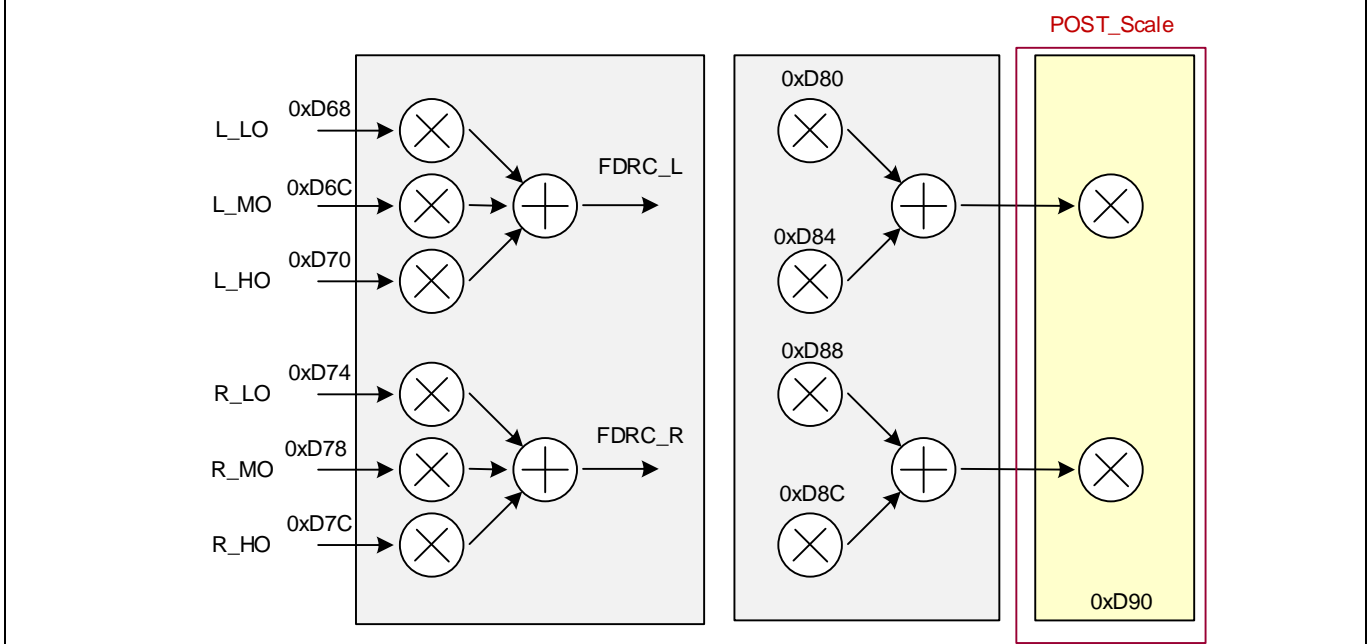 POST_Scale
0xD68
0xD80
L_LO
0xD6C
FDRC_L
L_MO
0xD70
0xD84
L_HO
0xD74
0xD88
R_LO
0xD78
FDRC_R
R_MO
0xD7C
0xD8C
R_HO
0xD90